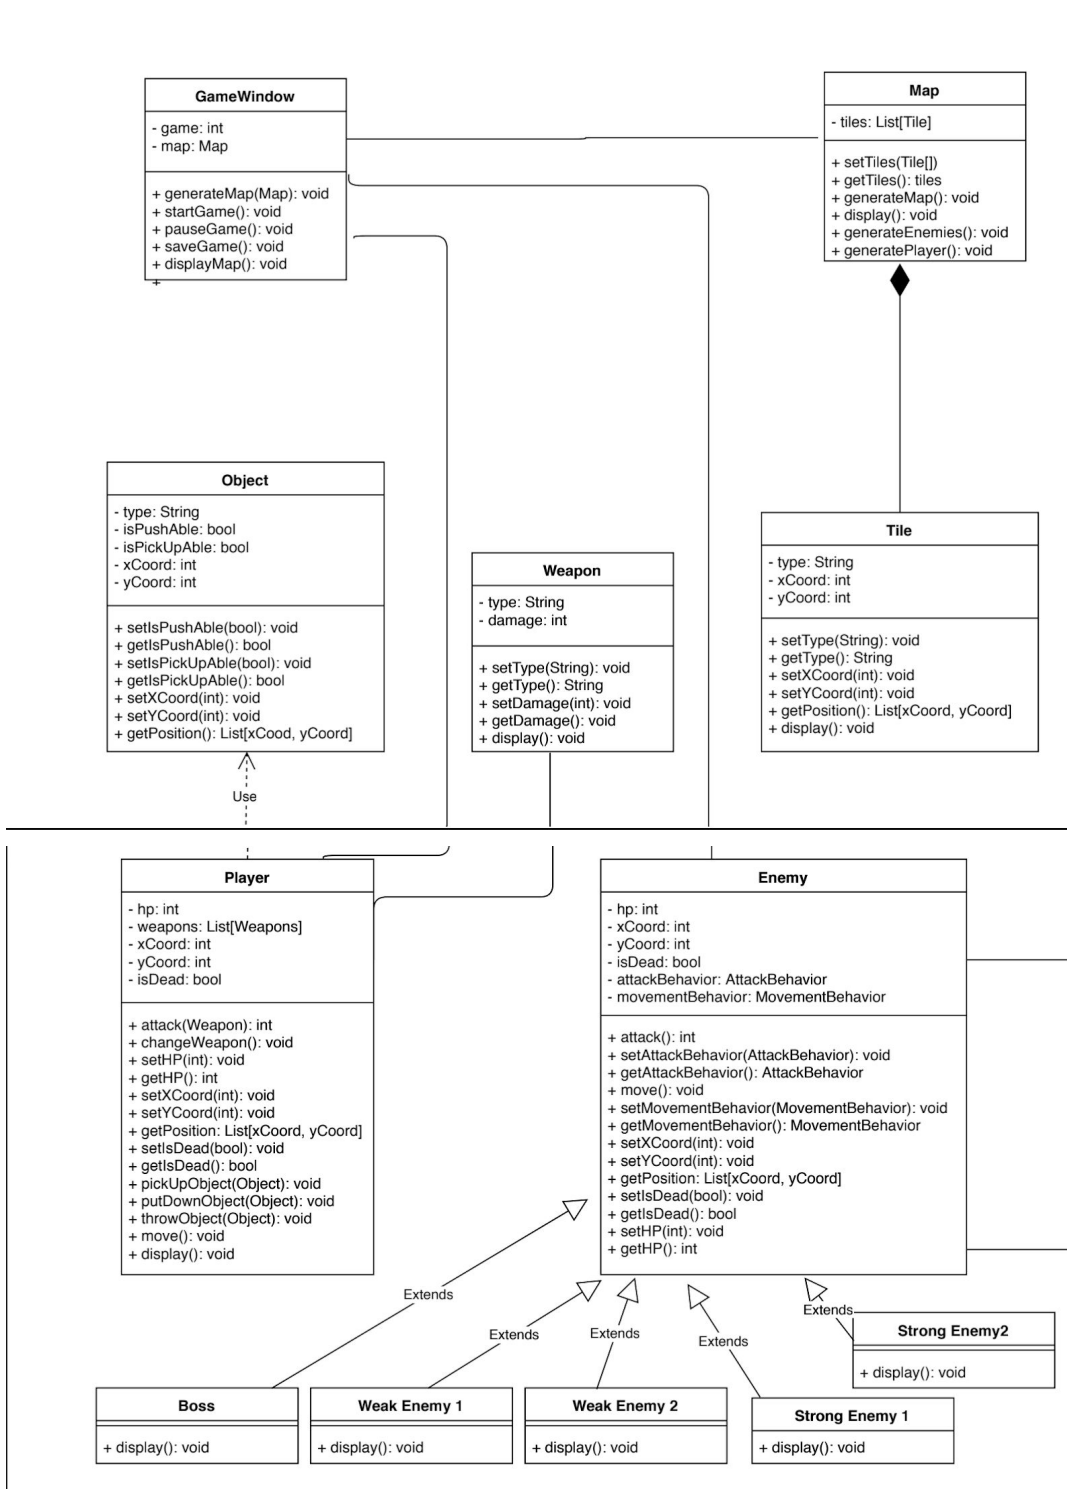 GameWindow
- game: int
- map: Map
+ generateMap(Map): void
+ startGame(): void
+ pauseGame(): void
+ saveGame(): void
+ displayMap(): void
+
Map
- tiles: List[Tile]
+ setTiles(Tile[])
+ getTiles(): tiles
+ generateMap(): void
+ display(): void
+ generateEnemies(): void
+ generatePlayer(): void
Object
- type: String
- isPushAble: bool
- isPickUpAble: bool
- xCoord: int
- yCoord: int
+ setIsPushAble(bool): void
+ getIsPushAble(): bool
+ setIsPickUpAble(bool): void
+ getIsPickUpAble(): bool
+ setXCoord(int): void
+ setYCoord(int): void
+ getPosition(): List[xCood, yCoord]
Weapon
- type: String
- damage: int
+ setType(String): void
+ getType(): String
+ setDamage(int): void
+ getDamage(): void
+ display(): void
Tile
- type: String
- xCoord: int
- yCoord: int
+ setType(String): void
+ getType(): String
+ setXCoord(int): void
+ setYCoord(int): void
+ getPosition(): List[xCoord, yCoord]
+ display(): void
Use
Player
- hp: int
- weapons: List[Weapons]
- xCoord: int
- yCoord: int
- isDead: bool
+ attack(Weapon): int
+ changeWeapon(): void
+ setHP(int): void
+ getHP(): int
+ setXCoord(int): void
+ setYCoord(int): void
+ getPosition: List[xCoord, yCoord]
+ setIsDead(bool): void
+ getIsDead(): bool
+ pickUpObject(Object): void
+ putDownObject(Object): void
+ throwObject(Object): void
+ move(): void
+ display(): void
Enemy
- hp: int
- xCoord: int
- yCoord: int
- isDead: bool
- attackBehavior: AttackBehavior
- movementBehavior: MovementBehavior
+ attack(): int
+ setAttackBehavior(AttackBehavior): void
+ getAttackBehavior(): AttackBehavior
+ move(): void
+ setMovementBehavior(MovementBehavior): void
+ getMovementBehavior(): MovementBehavior
+ setXCoord(int): void
+ setYCoord(int): void
+ getPosition: List[xCoord, yCoord]
+ setIsDead(bool): void
+ getIsDead(): bool
+ setHP(int): void
+ getHP(): int
Extends
Extends
Extends
Extends
Extends
Boss
+ display(): void
Weak Enemy 1
+ display(): void
Weak Enemy 2
+ display(): void
Strong Enemy 1
+ display(): void
Strong Enemy2
+ display(): void